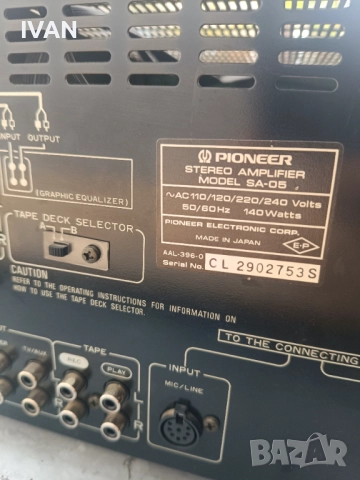 IVAN
INPUT OUTPUT
(GRAPHIC EQUALIZER)
PIONEER
STEREO AMPLIFIER
MODEL SA-05
~AC110/120/220/240 Volts
50/60Hz 140Watts
PIONEER ELECTRONIC CORP.
MADE IN JAPAN
E·P
AAL-396-0
Serial No. CL 2902753S
TAPE DECK SELECTOR
A B
CAUTION
REFER TO THE OPERATING INSTRUCTIONS FOR INFORMATION ON
HOW TO USE THE TAPE DECK SELECTOR.
TO THE CONNECTING
TAPE
REC
PLAY
L
R
L
R
INPUT
MIC/LINE
BAZAR